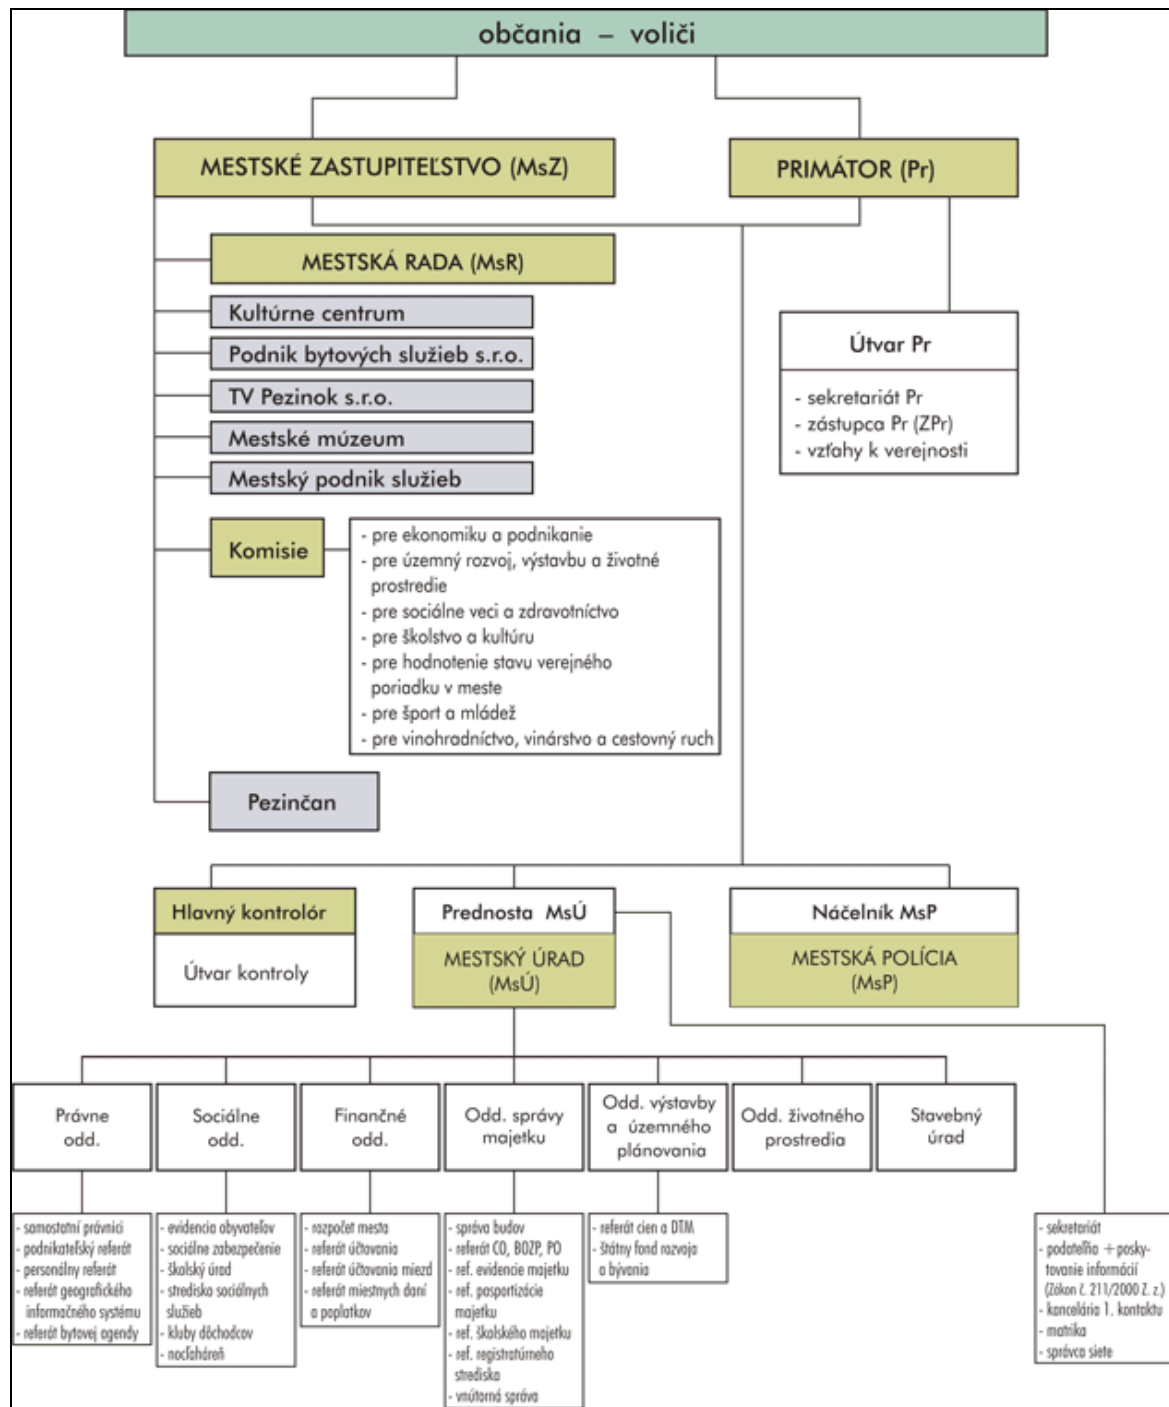 občania – voliči
MESTSKÉ ZASTUPITEĽSTVO (MsZ)
PRIMÁTOR (Pr)
MESTSKÁ RADA (MsR)
Kultúrne centrum
Podnik bytových služieb s.r.o.
TV Pezinok s.r.o.
Mestské múzeum
Mestský podnik služieb
Útvar Pr
- sekretariát Pr
- zástupca Pr (ZPr)
- vzťahy k verejnosti
Komisie
- pre ekonomiku a podnikanie
- pre územný rozvoj, výstavbu a životné
prostredie
- pre sociálne veci a zdravotníctvo
- pre školstvo a kultúru
- pre hodnotenie stavu verejného
poriadku v meste
- pre šport a mládež
- pre vinohradníctvo, vinárstvo a cestovný ruch
Pezinčan
Hlavný kontrolór
Útvar kontroly
Prednosta MsÚ
MESTSKÝ ÚRAD
(MsÚ)
Náčelník MsP
MESTSKÁ POLÍCIA
(MsP)
Právne
odd.
Sociálne
odd.
Finančné
odd.
Odd. správy
majetku
Odd. výstavby
a územného
plánovania
Odd. životného
prostredia
Stavebný
úrad
- samostatní právnici
- podnikateľský referát
- personálny referát
- referát geografického
informačného systému
- referát bytovej agendy
- evidencia obyvateľov
- sociálne zabezpečenie
- školský úrad
- strediska sociálnych
služieb
- kluby dôchodcov
- nocľaháreň
- rozpočet mesta
- referát účtovania
- referát účtovania miezd
- referát miestnych daní
a poplatkov
- správa budov
- referát CO, BOZP, PO
- ref. evidencie majetku
- ref. pasportizácie
majetku
- ref. školského majetku
- ref. registratúrneho
strediska
- vnútorná správa
- referát cien a DTM
- štátny fond rozvoja
a bývania
- sekretariát
- podateľňa + posky-
tovanie informácií
(Zákon č. 211/2000 Z. z.)
- kancelária 1. kontaktu
- matrika
- správca siete